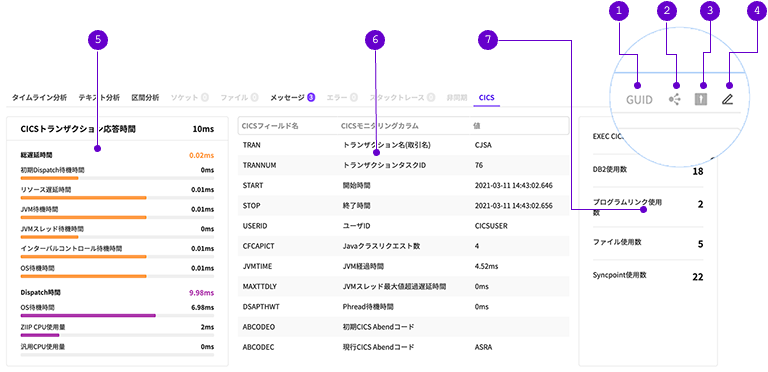 1
2
3
4
5
6
7
GUID
タイムライン分析 テキスト分析 区間分析 ソケット 0 ファイル 5 メッセージ 3 エラー 0 スタックトレース 0 非同期 CICS
CICSトランザクション応答時間 10ms
総遅延時間 0.02ms
初期Dispatch待機時間 0ms
リソース遅延時間 0.01ms
JVM待機時間 0.01ms
JVMスレッド待機時間 0ms
インターバルコントロール待機時間 0.01ms
OS待機時間 0.01ms
Dispatch時間 9.98ms
OS待機時間 6.98ms
ZIIP CPU使用量 2ms
汎用CPU使用量 0ms
CICSフィールド名 CICSモニタリングカラム 値
TRAN トランザクション名(取引名) CJSA
TRANNUM トランザクションタスクID 76
START 開始時間 2021-03-11 14:43:02.646
STOP 終了時間 2021-03-11 14:43:02.656
USERID ユーザID CICSUSER
CFCAPICT Javaクラスリクエスト数 4
JVMTIME JVM経過時間 4.52ms
MAXTTDLY JVMスレッド最大値超過遅延時間 0ms
DSAPTHWT Phread待機時間 0ms
ABCODEO 初期CICS Abendコード
ABCODEC 現行CICS Abendコード ASRA
EXEC CIC
DB2使用数 18
プログラムリンク使用
数 2
ファイル使用数 5
Syncpoint使用数 22